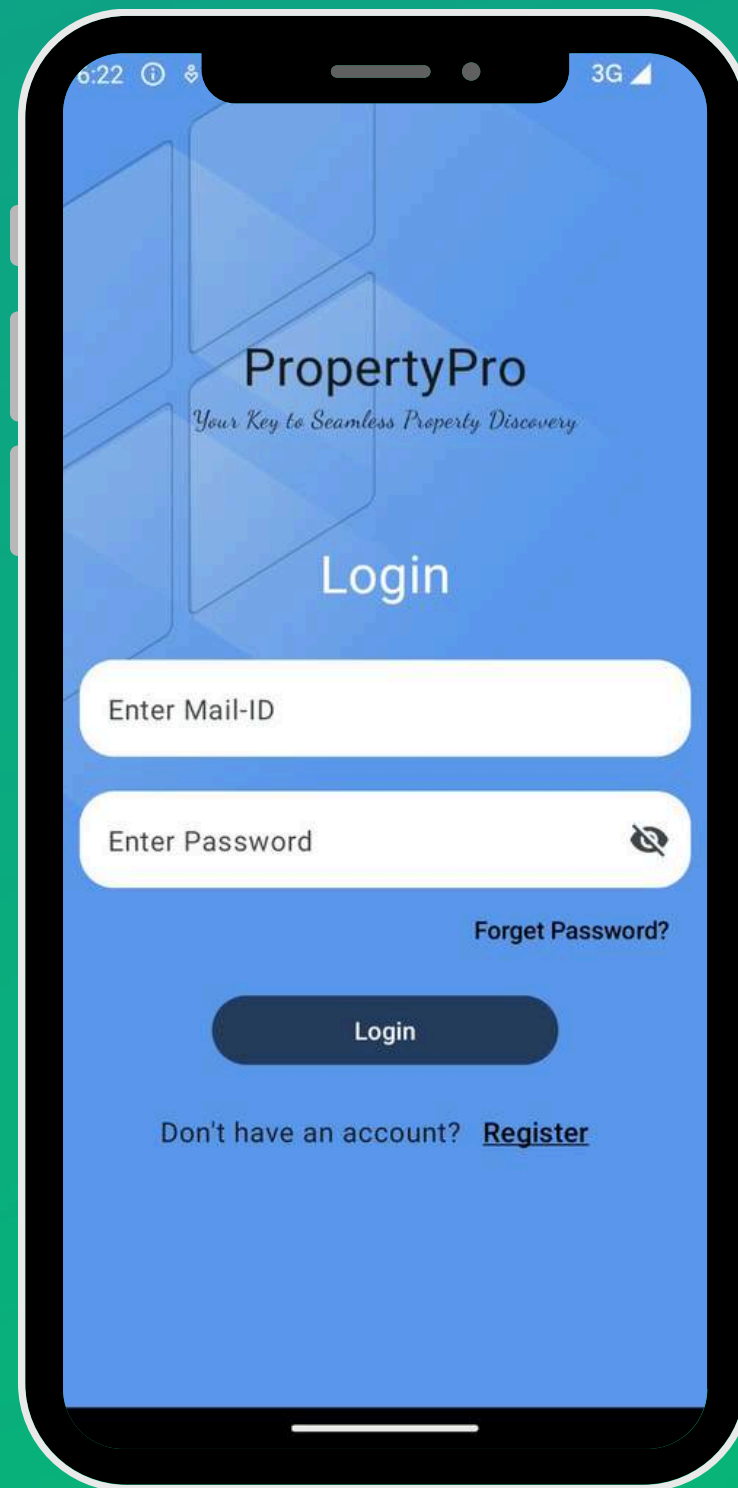 6:22 3G
PropertyPro
Your Key to Seamless Property Discovery
Login
Enter Mail-ID
Enter Password
Forget Password?
Login
Don't have an account? Register